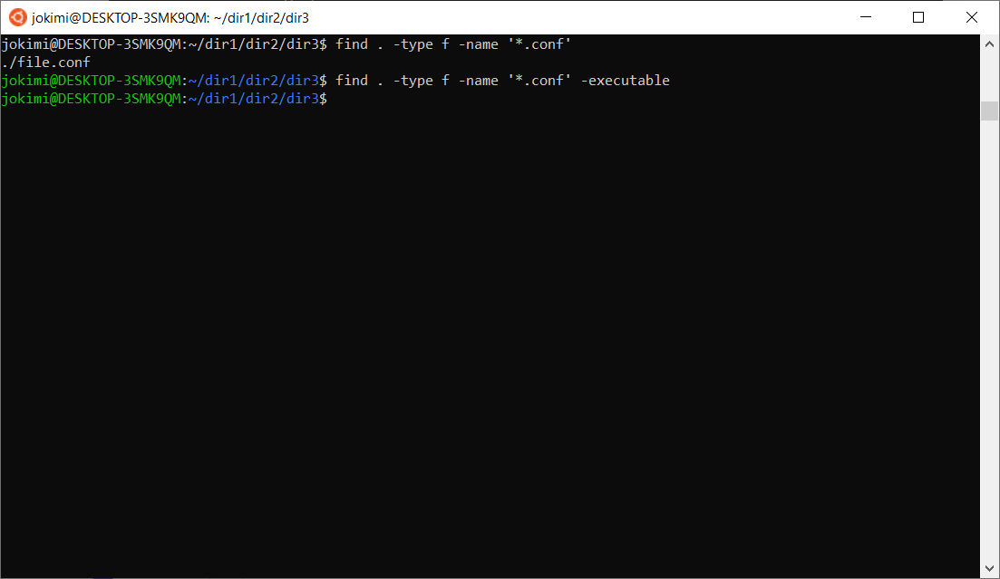 jokimi@DESKTOP-3SMK9QM: ~/dir1/dir2/dir3
jokimi@DESKTOP-3SMK9QM:~/dir1/dir2/dir3$ find . -type f -name '*.conf'
./file.conf
jokimi@DESKTOP-3SMK9QM:~/dir1/dir2/dir3$ find . -type f -name '*.conf' -executable
jokimi@DESKTOP-3SMK9QM:~/dir1/dir2/dir3$